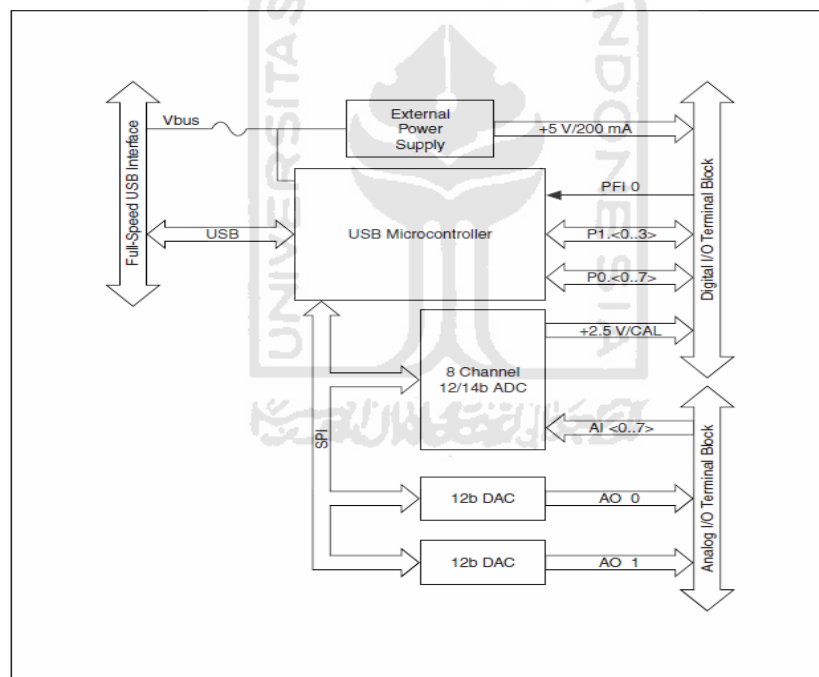 UNIVERSITAS
INDONESIA
Full-Speed USB Interface
Vbus
External
Power
Supply
+5 V/200 mA
Digital I/O Terminal Block
PFI 0
USB
USB Microcontroller
P1.<0..3>
P0.<0..7>
+2.5 V/CAL
8 Channel
12/14b ADC
AI <0..7>
SPI
12b DAC
AO 0
12b DAC
AO 1
Analog I/O Terminal Block